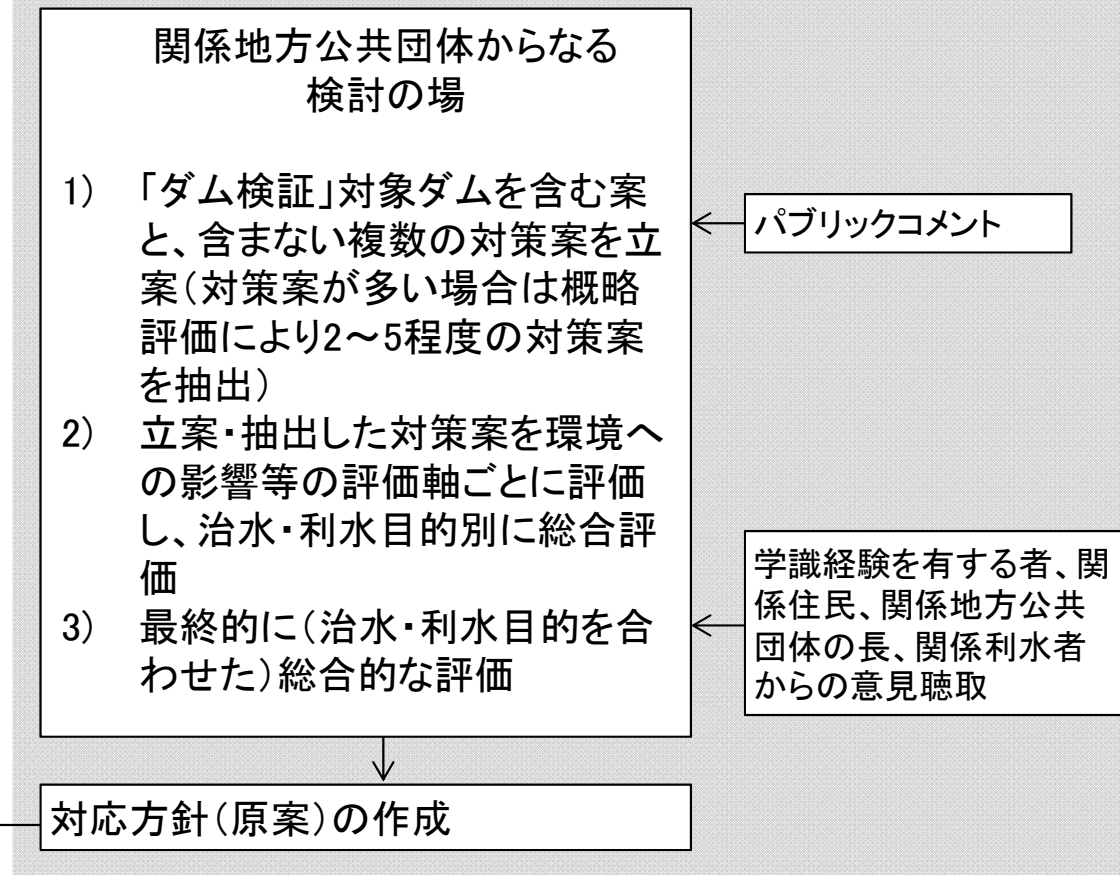 関係地方公共団体からなる
検討の場
1) 「ダム検証」対象ダムを含む案
と、含まない複数の対策案を立
案(対策案が多い場合は概略
評価により2~5程度の対策案
を抽出)
2) 立案・抽出した対策案を環境へ
の影響等の評価軸ごとに評価
し、治水・利水目的別に総合評
価
3) 最終的に(治水・利水目的を合
わせた)総合的な評価
パブリックコメント
学識経験を有する者、関
係住民、関係地方公共
団体の長、関係利水者
からの意見聴取
対応方針(原案)の作成